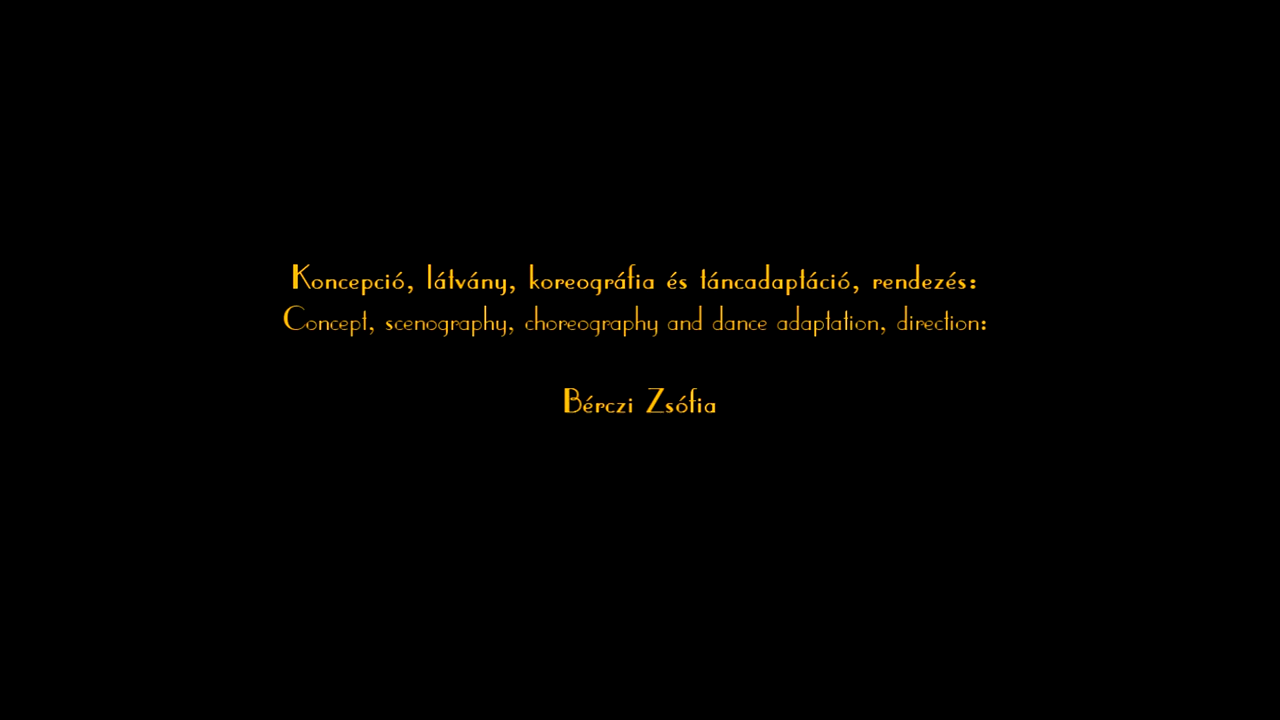 Koncepció, látvány, koreográfia és táncadaptáció, rendezés:
Concept, scenography, choreography and dance adaptation, direction:
Bérczi Zsófia